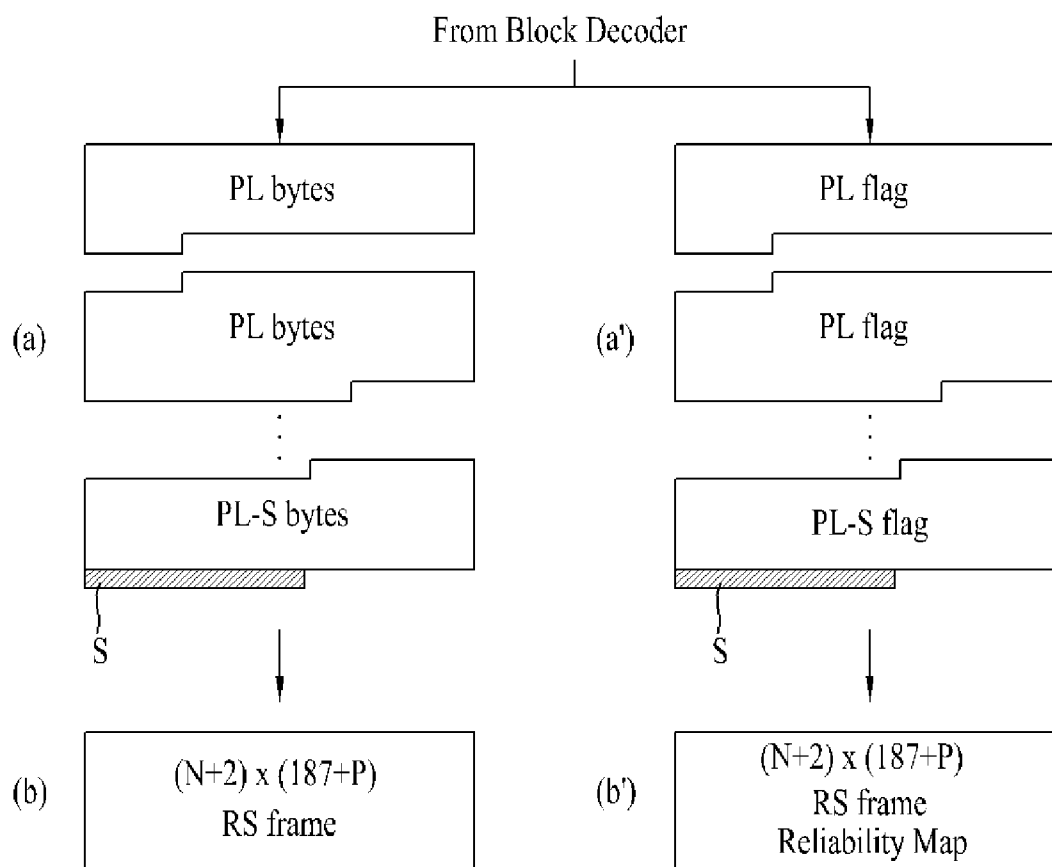 From Block Decoder
PL bytes
PL flag
(a)
PL bytes
(a')
PL flag
PL-S bytes
PL-S flag
S
S
(b)
(N+2) x (187+P)
RS frame
(b')
(N+2) x (187+P)
RS frame
Reliability Map